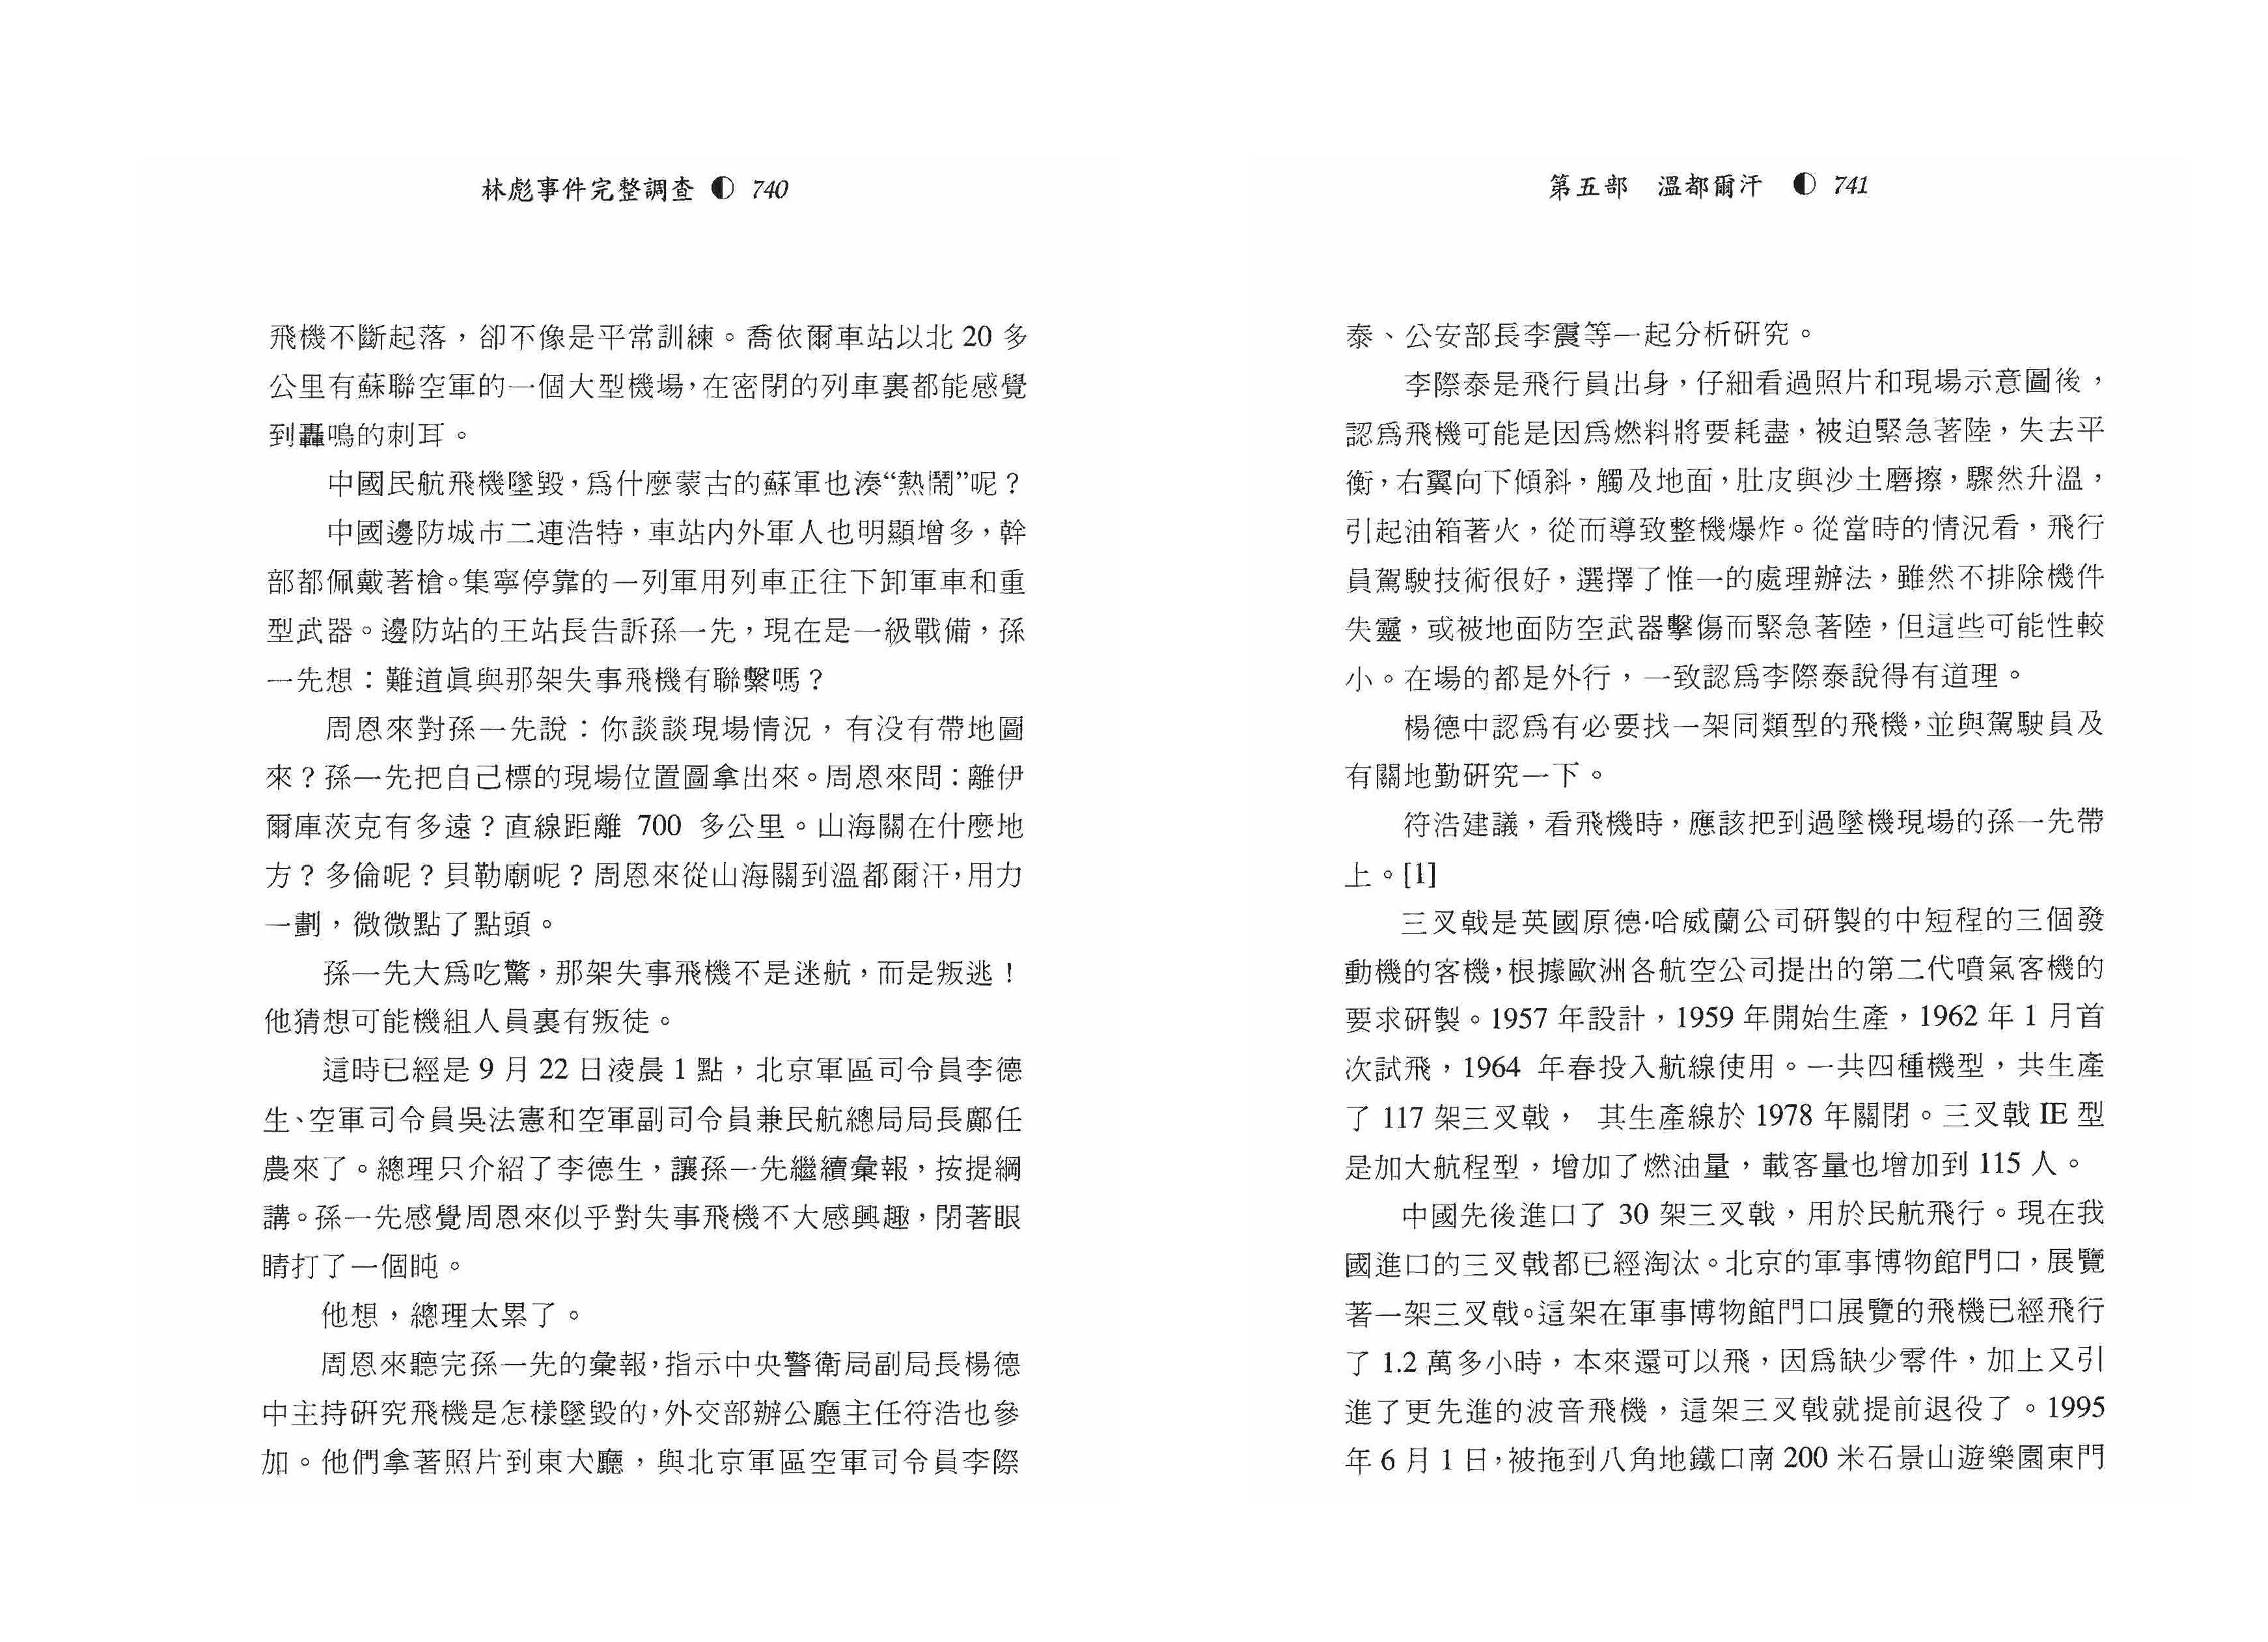 林彪事件完整調查 ◐ 740
飛機不斷起落，卻不像是平常訓練。喬依爾車站以北 20 多
公里有蘇聯空軍的一個大型機場，在密閉的列車裏都能感覺
到轟鳴的刺耳。
中國民航飛機墜毀，爲什麼蒙古的蘇軍也湊“熱鬧”呢？
中國邊防城市二連浩特，車站内外軍人也明顯增多，幹
部都佩戴著槍。集寧停靠的一列軍用列車正往下卸軍車和重
型武器。邊防站的王站長告訴孫一先，現在是一級戰備，孫
一先想：難道眞與那架失事飛機有聯繫嗎？
周恩來對孫一先說：你談談現場情況，有没有帶地圖
來？孫一先把自己標的現場位置圖拿出來。周恩來問：離伊
爾庫茨克有多遠？直線距離 700 多公里。山海關在什麼地
方？多倫呢？貝勒廟呢？周恩來從山海關到溫都爾汗，用力
一劃，微微點了點頭。
孫一先大爲吃驚，那架失事飛機不是迷航，而是叛逃！
他猜想可能機組人員裏有叛徒。
這時已經是 9 月 22 日凌晨 1 點，北京軍區司令員李德
生、空軍司令員吳法憲和空軍副司令員兼民航總局局長鄺任
農來了。總理只介紹了李德生，讓孫一先繼續彙報，按提綱
講。孫一先感覺周恩來似乎對失事飛機不大感興趣，閉著眼
睛打了一個盹。
他想，總理太累了。
周恩來聽完孫一先的彙報，指示中央警衛局副局長楊德
中主持研究飛機是怎樣墜毀的，外交部辦公廳主任符浩也參
加。他們拿著照片到東大廳，與北京軍區空軍司令員李際
第五部 溫都爾汗 ◐ 741
泰、公安部長李震等一起分析研究。
李際泰是飛行員出身，仔細看過照片和現場示意圖後，
認爲飛機可能是因爲燃料將要耗盡，被迫緊急著陸，失去平
衡，右翼向下傾斜，觸及地面，肚皮與沙土磨擦，驟然升溫，
引起油箱著火，從而導致整機爆炸。從當時的情況看，飛行
員駕駛技術很好，選擇了惟一的處理辦法，雖然不排除機件
失靈，或被地面防空武器擊傷而緊急著陸，但這些可能性較
小。在場的都是外行，一致認爲李際泰說得有道理。
楊德中認爲有必要找一架同類型的飛機，並與駕駛員及
有關地勤研究一下。
符浩建議，看飛機時，應該把到過墜機現場的孫一先帶
上。[1]
三叉戟是英國原德·哈威蘭公司研製的中短程的三個發
動機的客機，根據歐洲各航空公司提出的第二代噴氣客機的
要求研製。1957 年設計，1959 年開始生產，1962 年 1 月首
次試飛，1964 年春投入航線使用。一共四種機型，共生產
了 117 架三叉戟， 其生產線於 1978 年關閉。三叉戟 IE 型
是加大航程型，增加了燃油量，載客量也增加到 115 人。
中國先後進口了 30 架三叉戟，用於民航飛行。現在我
國進口的三叉戟都已經淘汰。北京的軍事博物館門口，展覽
著一架三叉戟。這架在軍事博物館門口展覽的飛機已經飛行
了 1.2 萬多小時，本來還可以飛，因爲缺少零件，加上又引
進了更先進的波音飛機，這架三叉戟就提前退役了。1995
年 6 月 1 日，被拖到八角地鐵口南 200 米石景山遊樂園東門